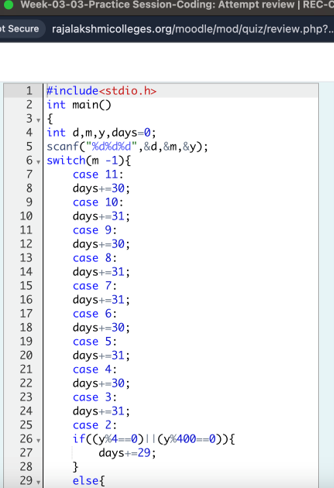 Week-03-03-Practice Session-Coding: Attempt review | REC-C
ot Secure rajalakshmicolleges.org/moodle/mod/quiz/review.php?..
1 #include<stdio.h>
2 int main()
3 {
4 int d,m,y,days=0;
5 scanf("%d%d%d",&d,&m,&y);
6 switch(m -1){
7 case 11:
8 days+=30;
9 case 10:
10 days+=31;
11 case 9:
12 days+=30;
13 case 8:
14 days+=31;
15 case 7:
16 days+=31;
17 case 6:
18 days+=30;
19 case 5:
20 days+=31;
21 case 4:
22 days+=30;
23 case 3:
24 days+=31;
25 case 2:
26 if((y%4==0)||(y%400==0)){
27 days+=29;
28 }
29 else{